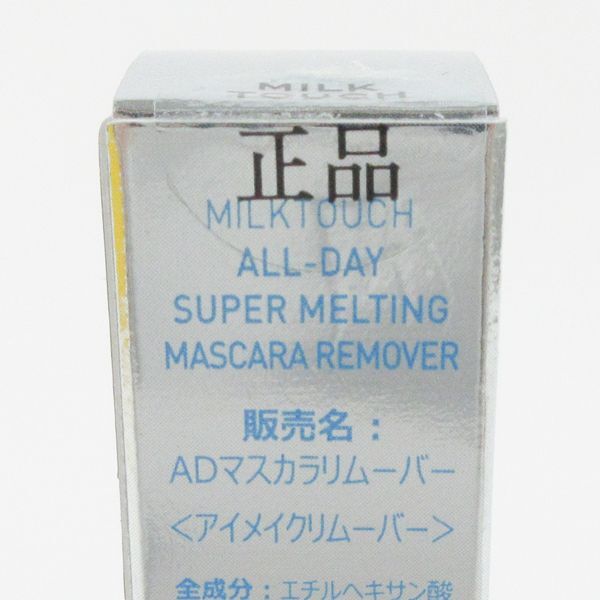 MILK
TOUCH
正品
MILKTOUCH
ALL-DAY
SUPER MELTING
MASCARA REMOVER
販売名：
ADマスカラリムーバー
＜アイメイクリムーバー＞
全成分：エチルヘキサン酸